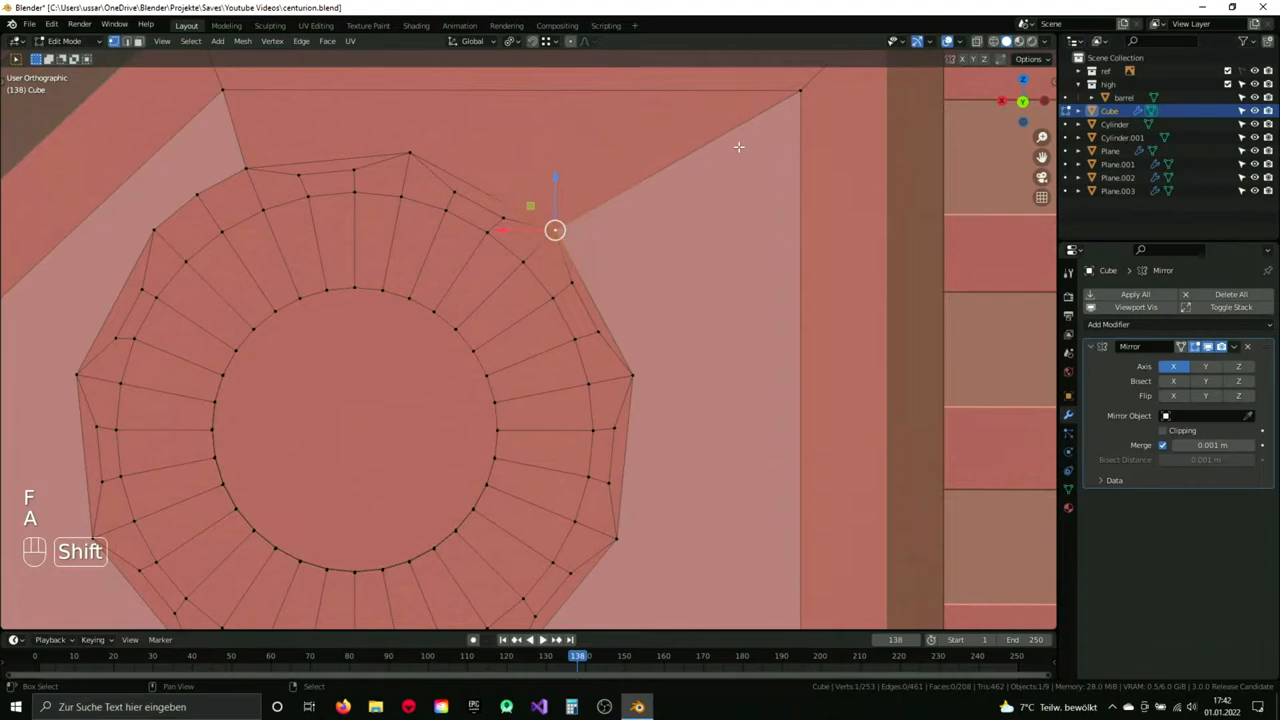 Blender* [C:\Users\ussar\OneDrive\Blender\Projekte\Saves\Youtube Videos\centurion.blend]
File Edit Render Window Help Layout Modeling Sculpting UV Editing Texture Paint Shading Animation Rendering Compositing Scripting Scene View Layer
Edit Mode View Select Add Mesh Vertex Edge Face UV Global
X Y Z Options
User Orthographic
(138) Cube
Scene Collection
ref
high
barrel
Cube
Cylinder
Cylinder.001
Plane
Plane.001
Plane.002
Plane.003
Z
X Y
Cube Mirror
Apply All Delete All
Viewport Vis Toggle Stack
Add Modifier
Mirror
Axis X Y Z
Bisect X Y Z
Flip X Y Z
Mirror Object
Clipping
Merge 0.001 m
Bisect Distance 0.001 m
Data
F
A
Shift
Playback Keying View Marker 138 Start 1 End 250
0 10 20 30 40 50 60 70 80 90 100 110 120 130 138 150 160 170 180 190 200 210 220 230 240 250
Box Select Pan View Select Cube | Verts:1/253 | Edges:0/461 | Faces:0/208 | Tris:462 | Objects:1/9 | Memory: 28.0 MiB | VRAM: 0.5/6.0 GiB | 3.0.0 Release Candidate
Zur Suche Text hier eingeben
EPIC
7°C Teilw. bewölkt
17:42
01.01.2022